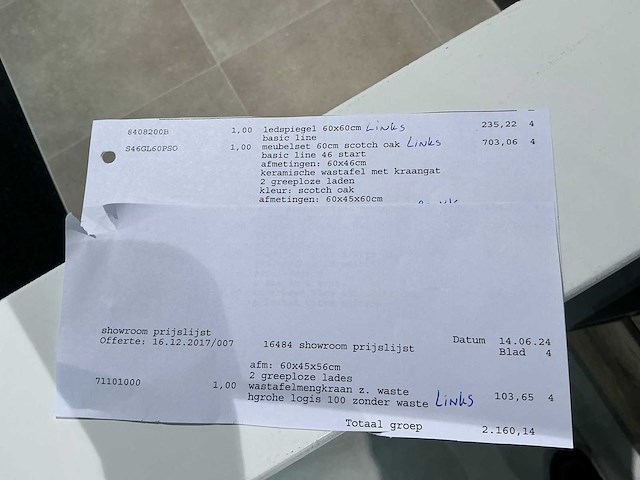 8408200B 1,00 ledspiegel 60x60cm LINKS 235,22 4
basic line
S46GL60PSO 1,00 meubelset 60cm scotch oak LINKS 703,06 4
basic line 46 start
afmetingen: 60x46cm
keramische wastafel met kraangat
2 greeploze laden
kleur: scotch oak
afmetingen: 60x45x60cm
showroom prijslijst
Offerte: 16.12.2017/007 16484 showroom prijslijst Datum 14.06.24
Blad 4
afm: 60x45x56cm
2 greeploze lades
71101000 1,00 wastafelmengkraan z. waste 103,65 4
hgrohe logis 100 zonder waste LINKS
Totaal groep 2.160,14